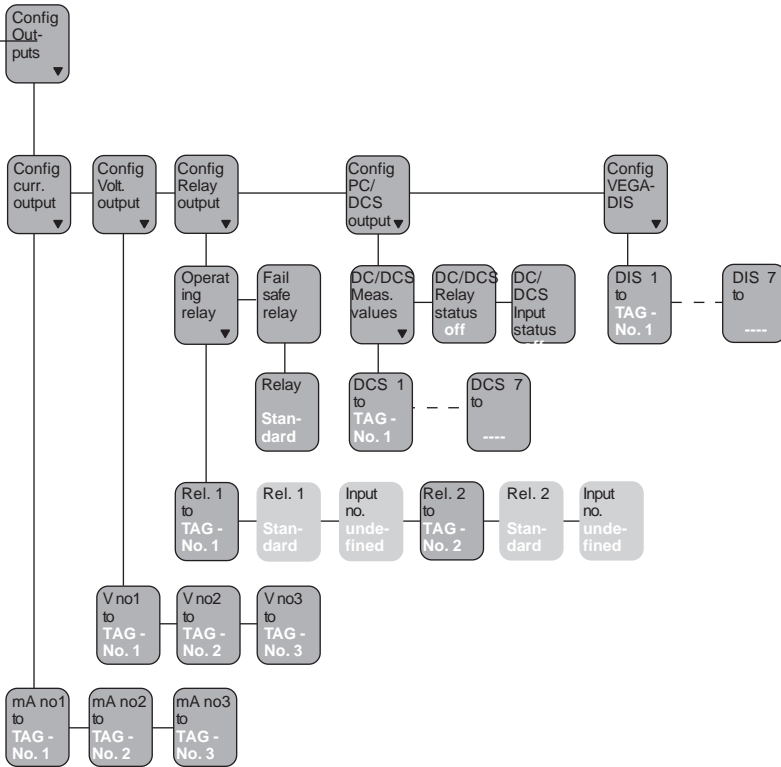 Config
Out-
puts
Config
curr.
output
Config
Volt.
output
Config
Relay
output
Config
PC/
DCS
output
Config
VEGA-
DIS
Operat
ing
relay
Fail
safe
relay
DC/DCS
Meas.
values
DC/DCS
Relay
status
off
DC/
DCS
Input
status
DIS 1
to
TAG -
No. 1
DIS 7
to
----
Relay
Stan-
dard
DCS 1
to
TAG -
No. 1
DCS 7
to
----
Rel. 1
to
TAG -
No. 1
Rel. 1
Stan-
dard
Input
no.
unde-
fined
Rel. 2
to
TAG -
No. 2
Rel. 2
Stan-
dard
Input
no.
unde-
fined
V no1
to
TAG -
No. 1
V no2
to
TAG -
No. 2
V no3
to
TAG -
No. 3
mA no1
to
TAG -
No. 1
mA no2
to
TAG -
No. 2
mA no3
to
TAG -
No. 3